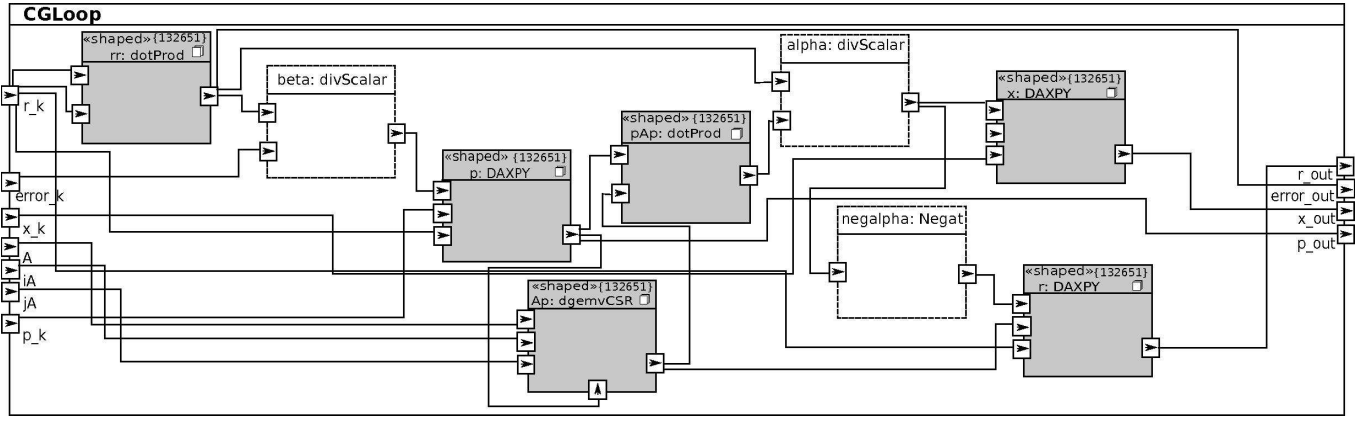 CGLoop
«shaped» {132651}
rr: dotProd
beta: divScalar
«shaped» {132651}
p: DAXPY
«shaped» {132651}
pAp: dotProd
alpha: divScalar
«shaped» {132651}
x: DAXPY
negalpha: Negat
«shaped» {132651}
r: DAXPY
«shaped» {132651}
Ap: dgemvCSR
r_k
error_k
x_k
A
iA
jA
p_k
r_out
error_out
x_out
p_out